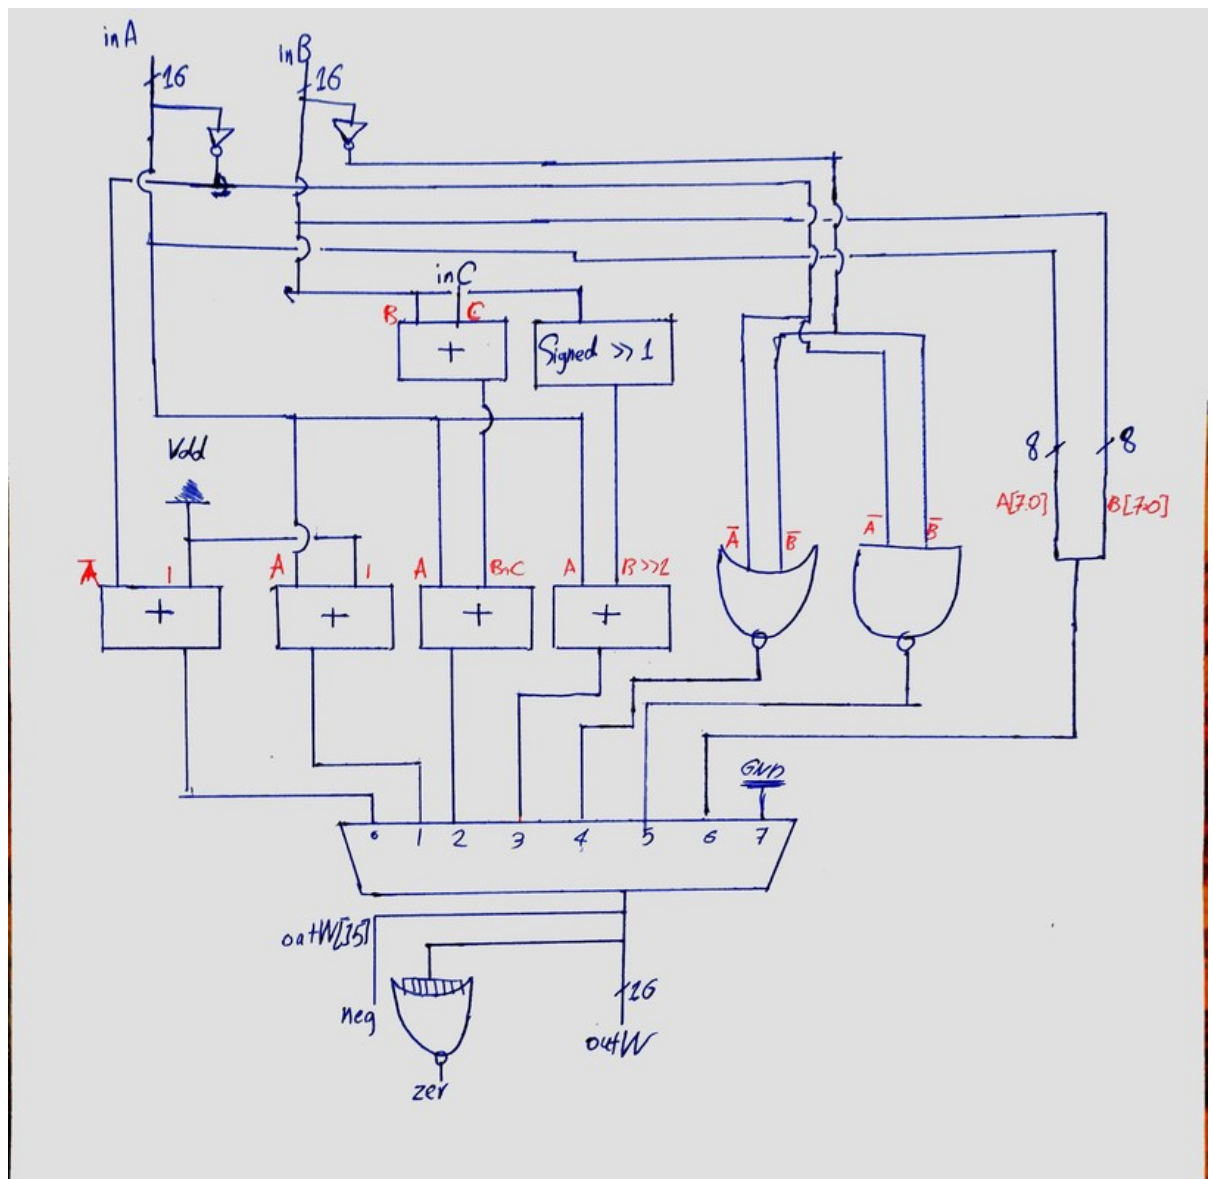 inA
inB
16
16
inC
B
C
+
Signed >> 1
Vdd
8
8
A[7.0]
B[7:0]
A̅
B̅
A̅
B̅
A̅
1
A
1
A
B+C
A
B>>1
+
+
+
+
GND
0
1
2
3
4
5
6
7
outW[15]
neg
16
outW
zer